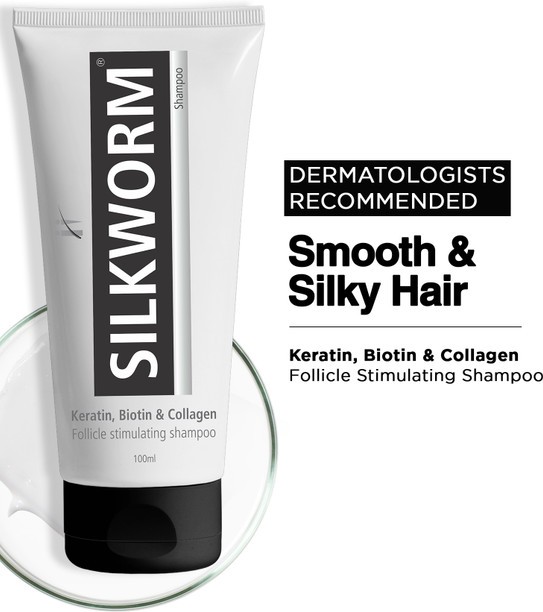 SILKWORM®
Shampoo
Keratin, Biotin & Collagen
Follicle stimulating shampoo
100ml
DERMATOLOGISTS
RECOMMENDED
Smooth &
Silky Hair
Keratin, Biotin & Collagen
Follicle Stimulating Shampoo